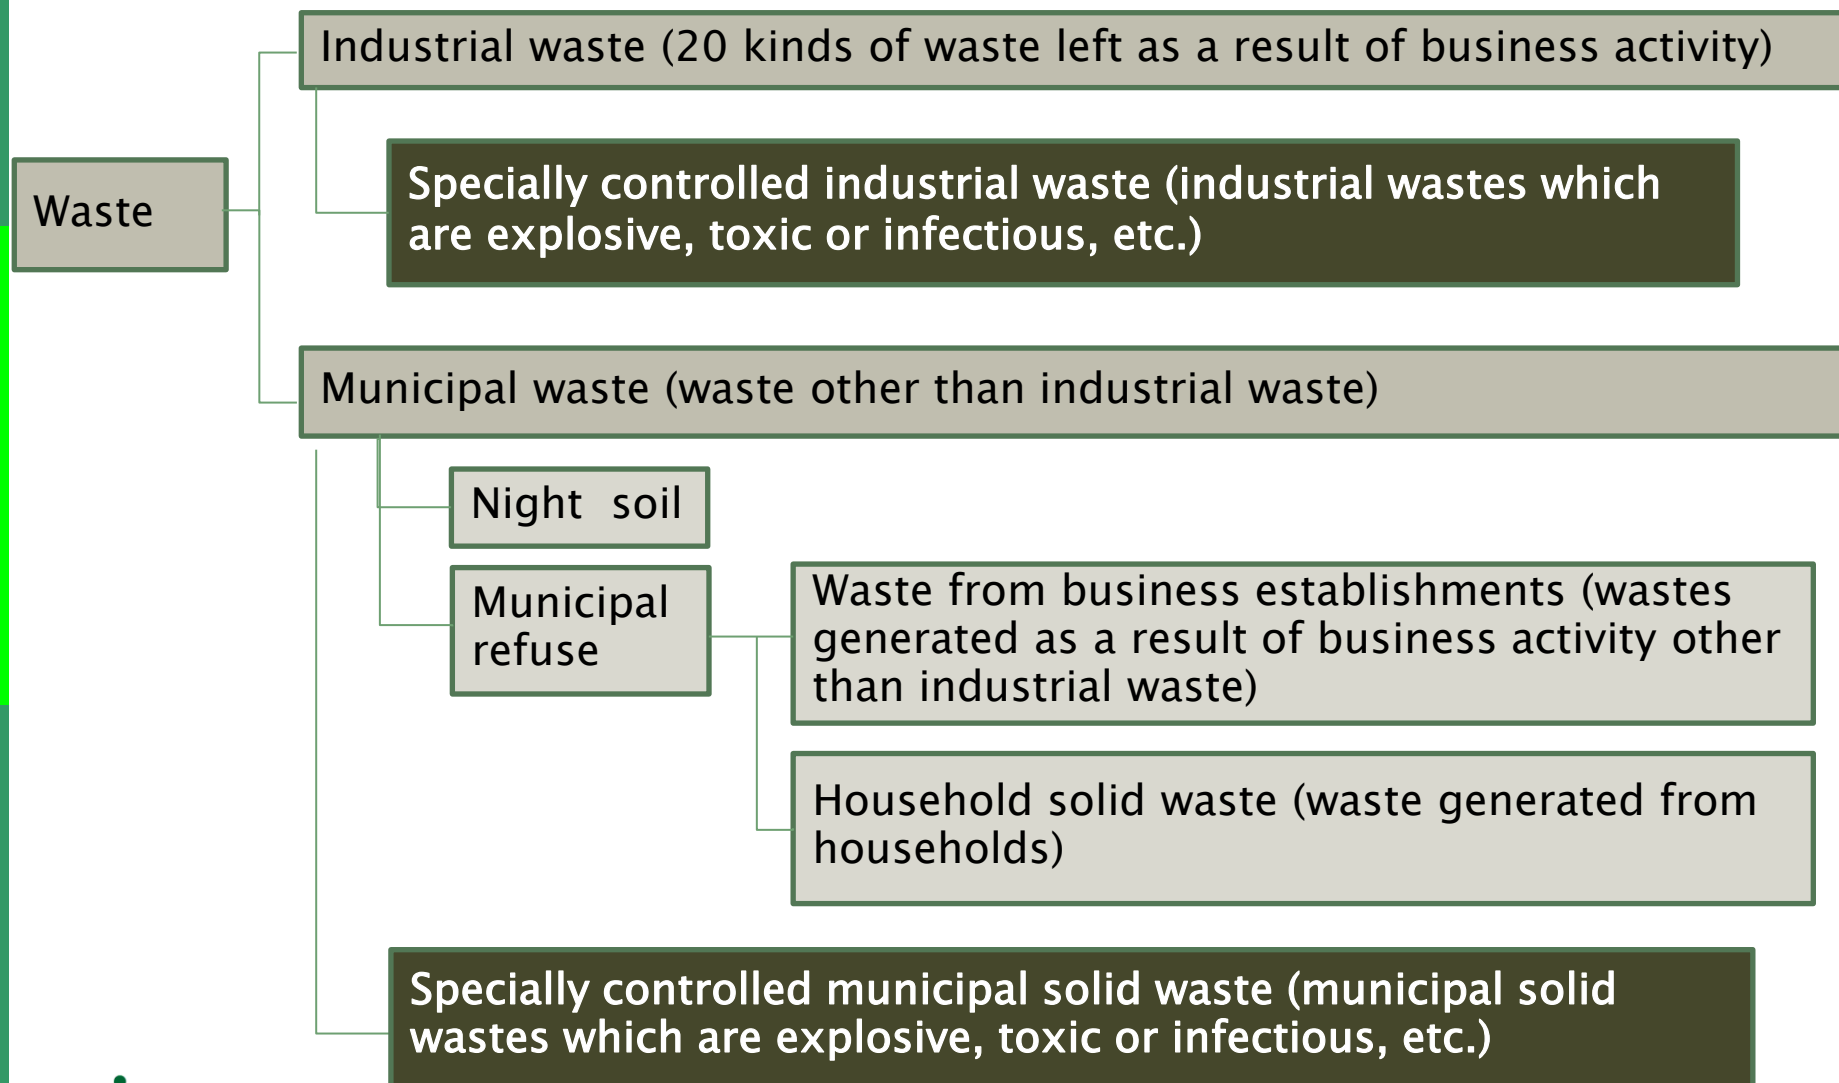 Industrial waste (20 kinds of waste left as a result of business activity)
Waste
Specially controlled industrial waste (industrial wastes which
are explosive, toxic or infectious, etc.)
Municipal waste (waste other than industrial waste)
Night soil
Municipal
refuse
Waste from business establishments (wastes
generated as a result of business activity other
than industrial waste)
Household solid waste (waste generated from
households)
Specially controlled municipal solid waste (municipal solid
wastes which are explosive, toxic or infectious, etc.)